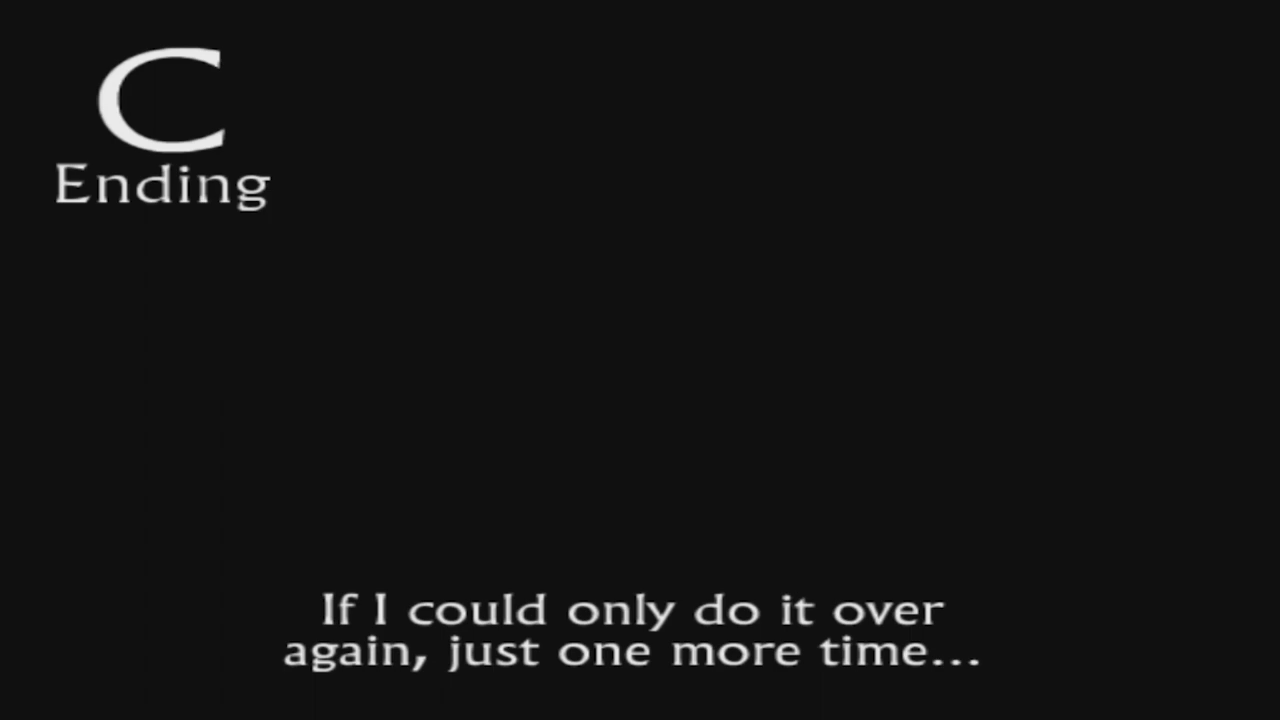 C
Ending
If I could only do it over
again, just one more time...